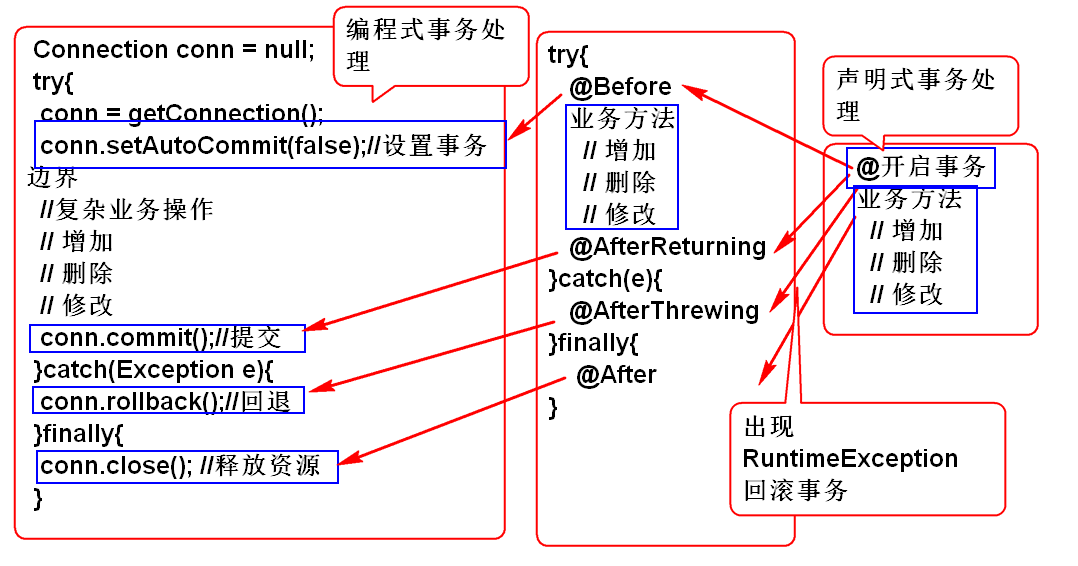 编程式事务处
理
Connection conn = null;
try{
conn = getConnection();
conn.setAutoCommit(false);//设置事务
边界
//复杂业务操作
// 增加
// 删除
// 修改
conn.commit();//提交
}catch(Exception e){
conn.rollback();//回退
}finally{
conn.close(); //释放资源
}
try{
@Before
业务方法
// 增加
// 删除
// 修改
@AfterReturning
}catch(e){
@AfterThrewing
}finally{
@After
}
声明式事务处
理
@开启事务
业务方法
// 增加
// 删除
// 修改
出现
RuntimeException
回滚事务